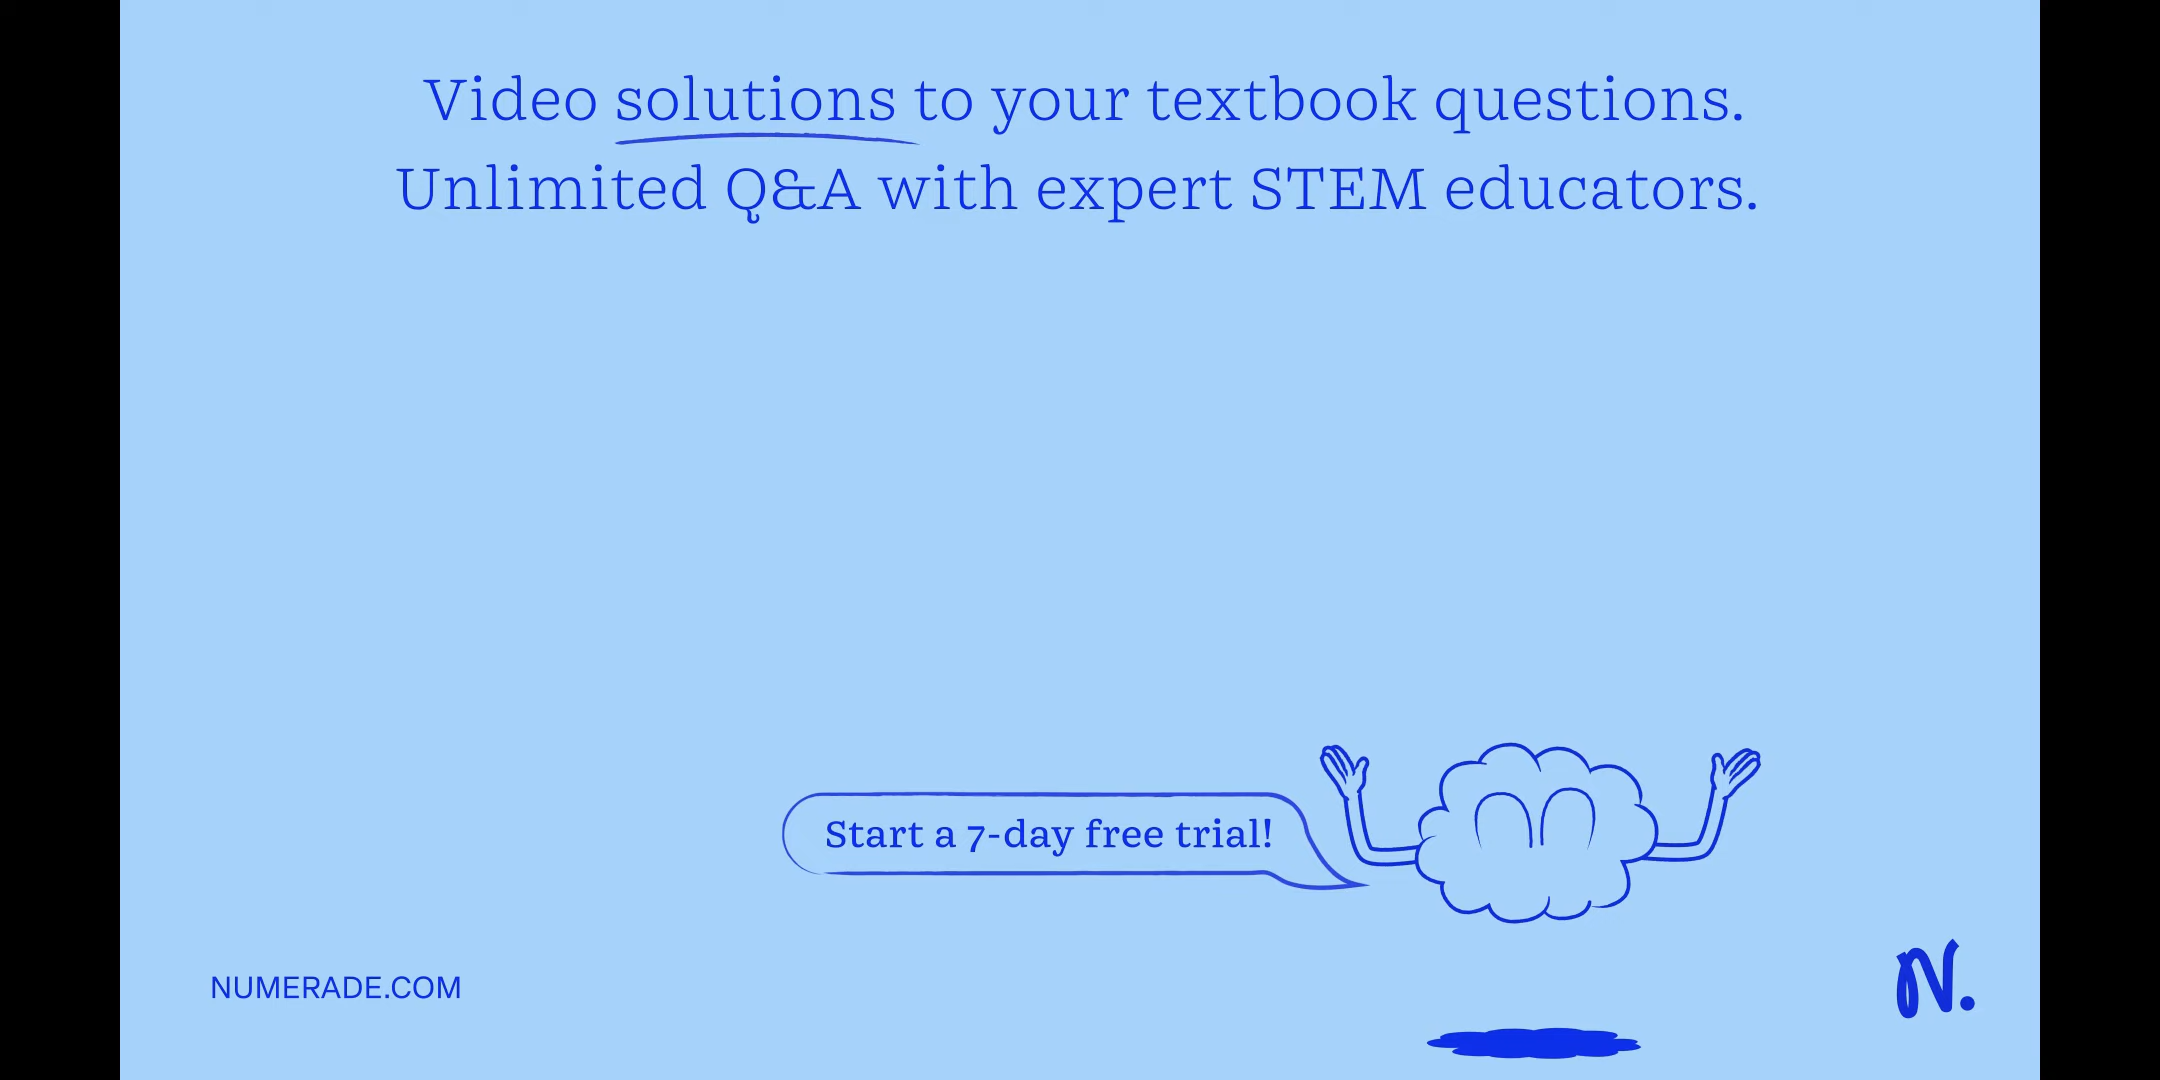 Video solutions to your textbook questions.
Unlimited Q&A with expert STEM educators.
Start a 7-day free trial!
NUMERADE.COM
N.